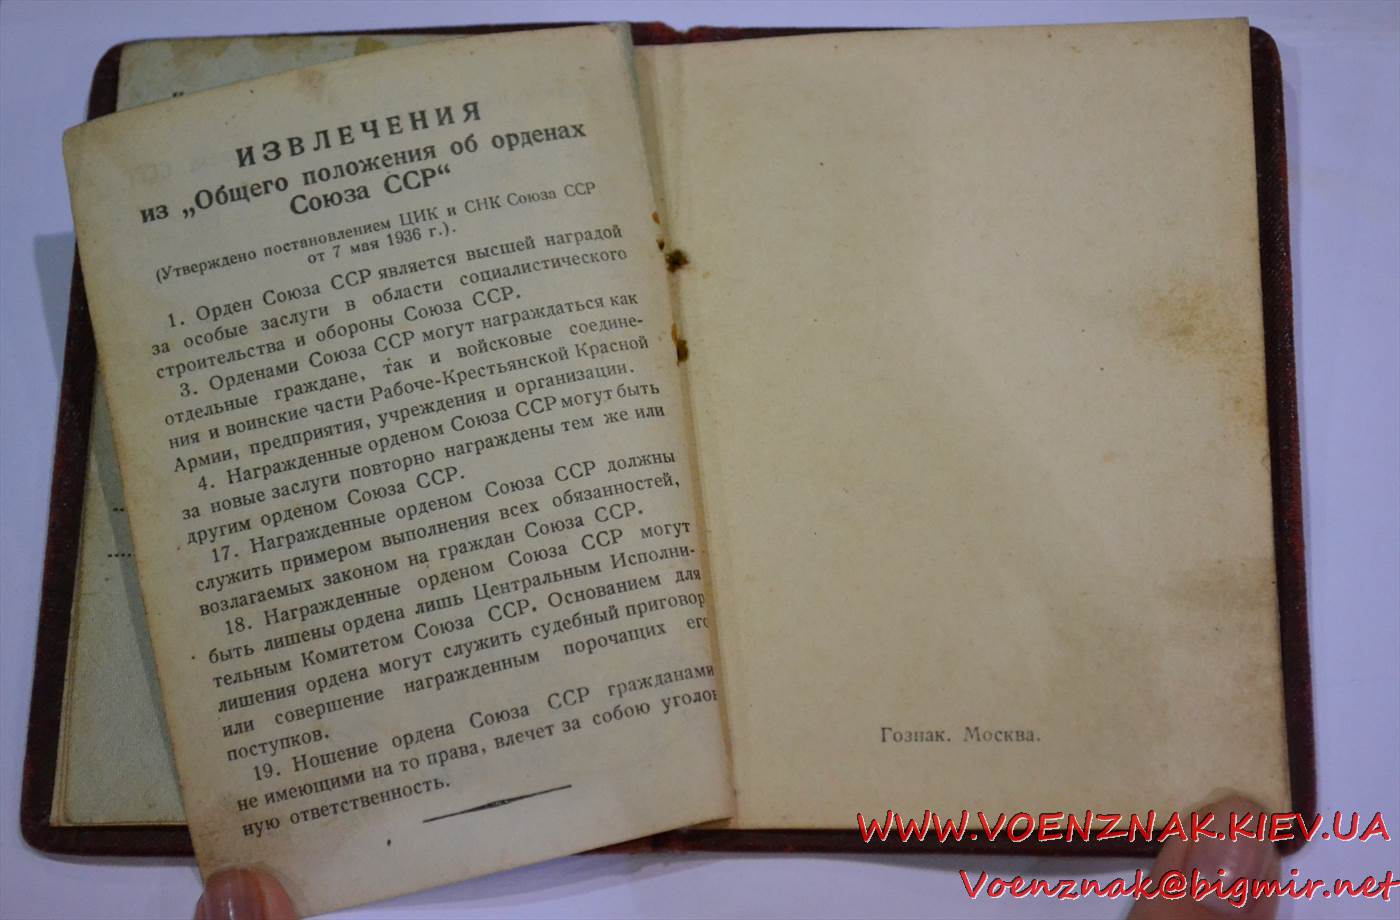 ИЗВЛЕЧЕНИЯ
из „Общего положения об орденах
Союза ССР“
(Утверждено постановлением ЦИК и СНК Союза ССР
от 7 мая 1936 г.).
1. Орден Союза ССР является высшей наградой
за особые заслуги в области социалистического
строительства и обороны Союза ССР.
3. Орденами Союза ССР могут награждаться как
отдельные граждане, так и войсковые соедине-
ния и воинские части Рабоче-Крестьянской Красной
Армии, предприятия, учреждения и организации.
4. Награжденные орденом Союза ССР могут быть
за новые заслуги повторно награждены тем же или
другим орденом Союза ССР.
17. Награжденные орденом Союза ССР должны
служить примером выполнения всех обязанностей,
возлагаемых законом на граждан Союза ССР.
18. Награжденные орденом Союза ССР могут
быть лишены ордена лишь Центральным Исполни-
тельным Комитетом Союза ССР. Основанием для
лишения ордена могут служить судебный приговор
или совершение награжденным порочащих его
поступков.
19. Ношение ордена Союза ССР гражданами
не имеющими на то права, влечет за собою уголов
ную ответственность.
Гознак. Москва.
WWW.VOENZNAK.KIEV.UA
Voenznak@bigmir.net